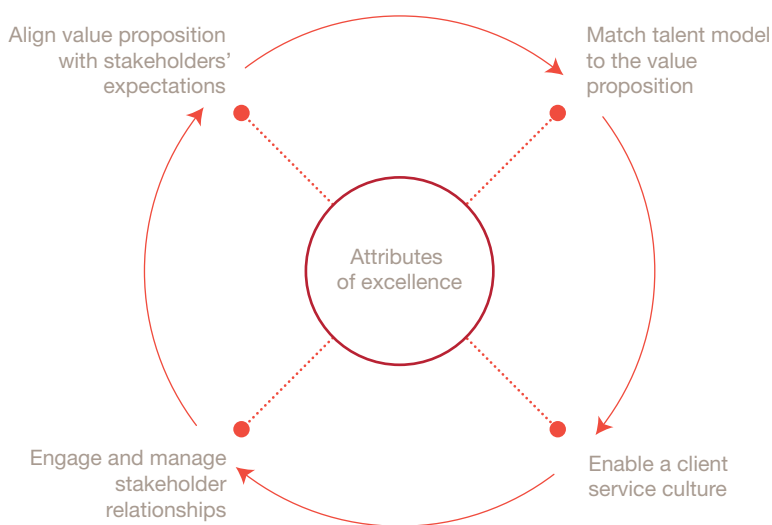 Align value proposition
with stakeholders’
expectations
Match talent model
to the value
proposition
Attributes
of excellence
Engage and manage
stakeholder
relationships
Enable a client
service culture